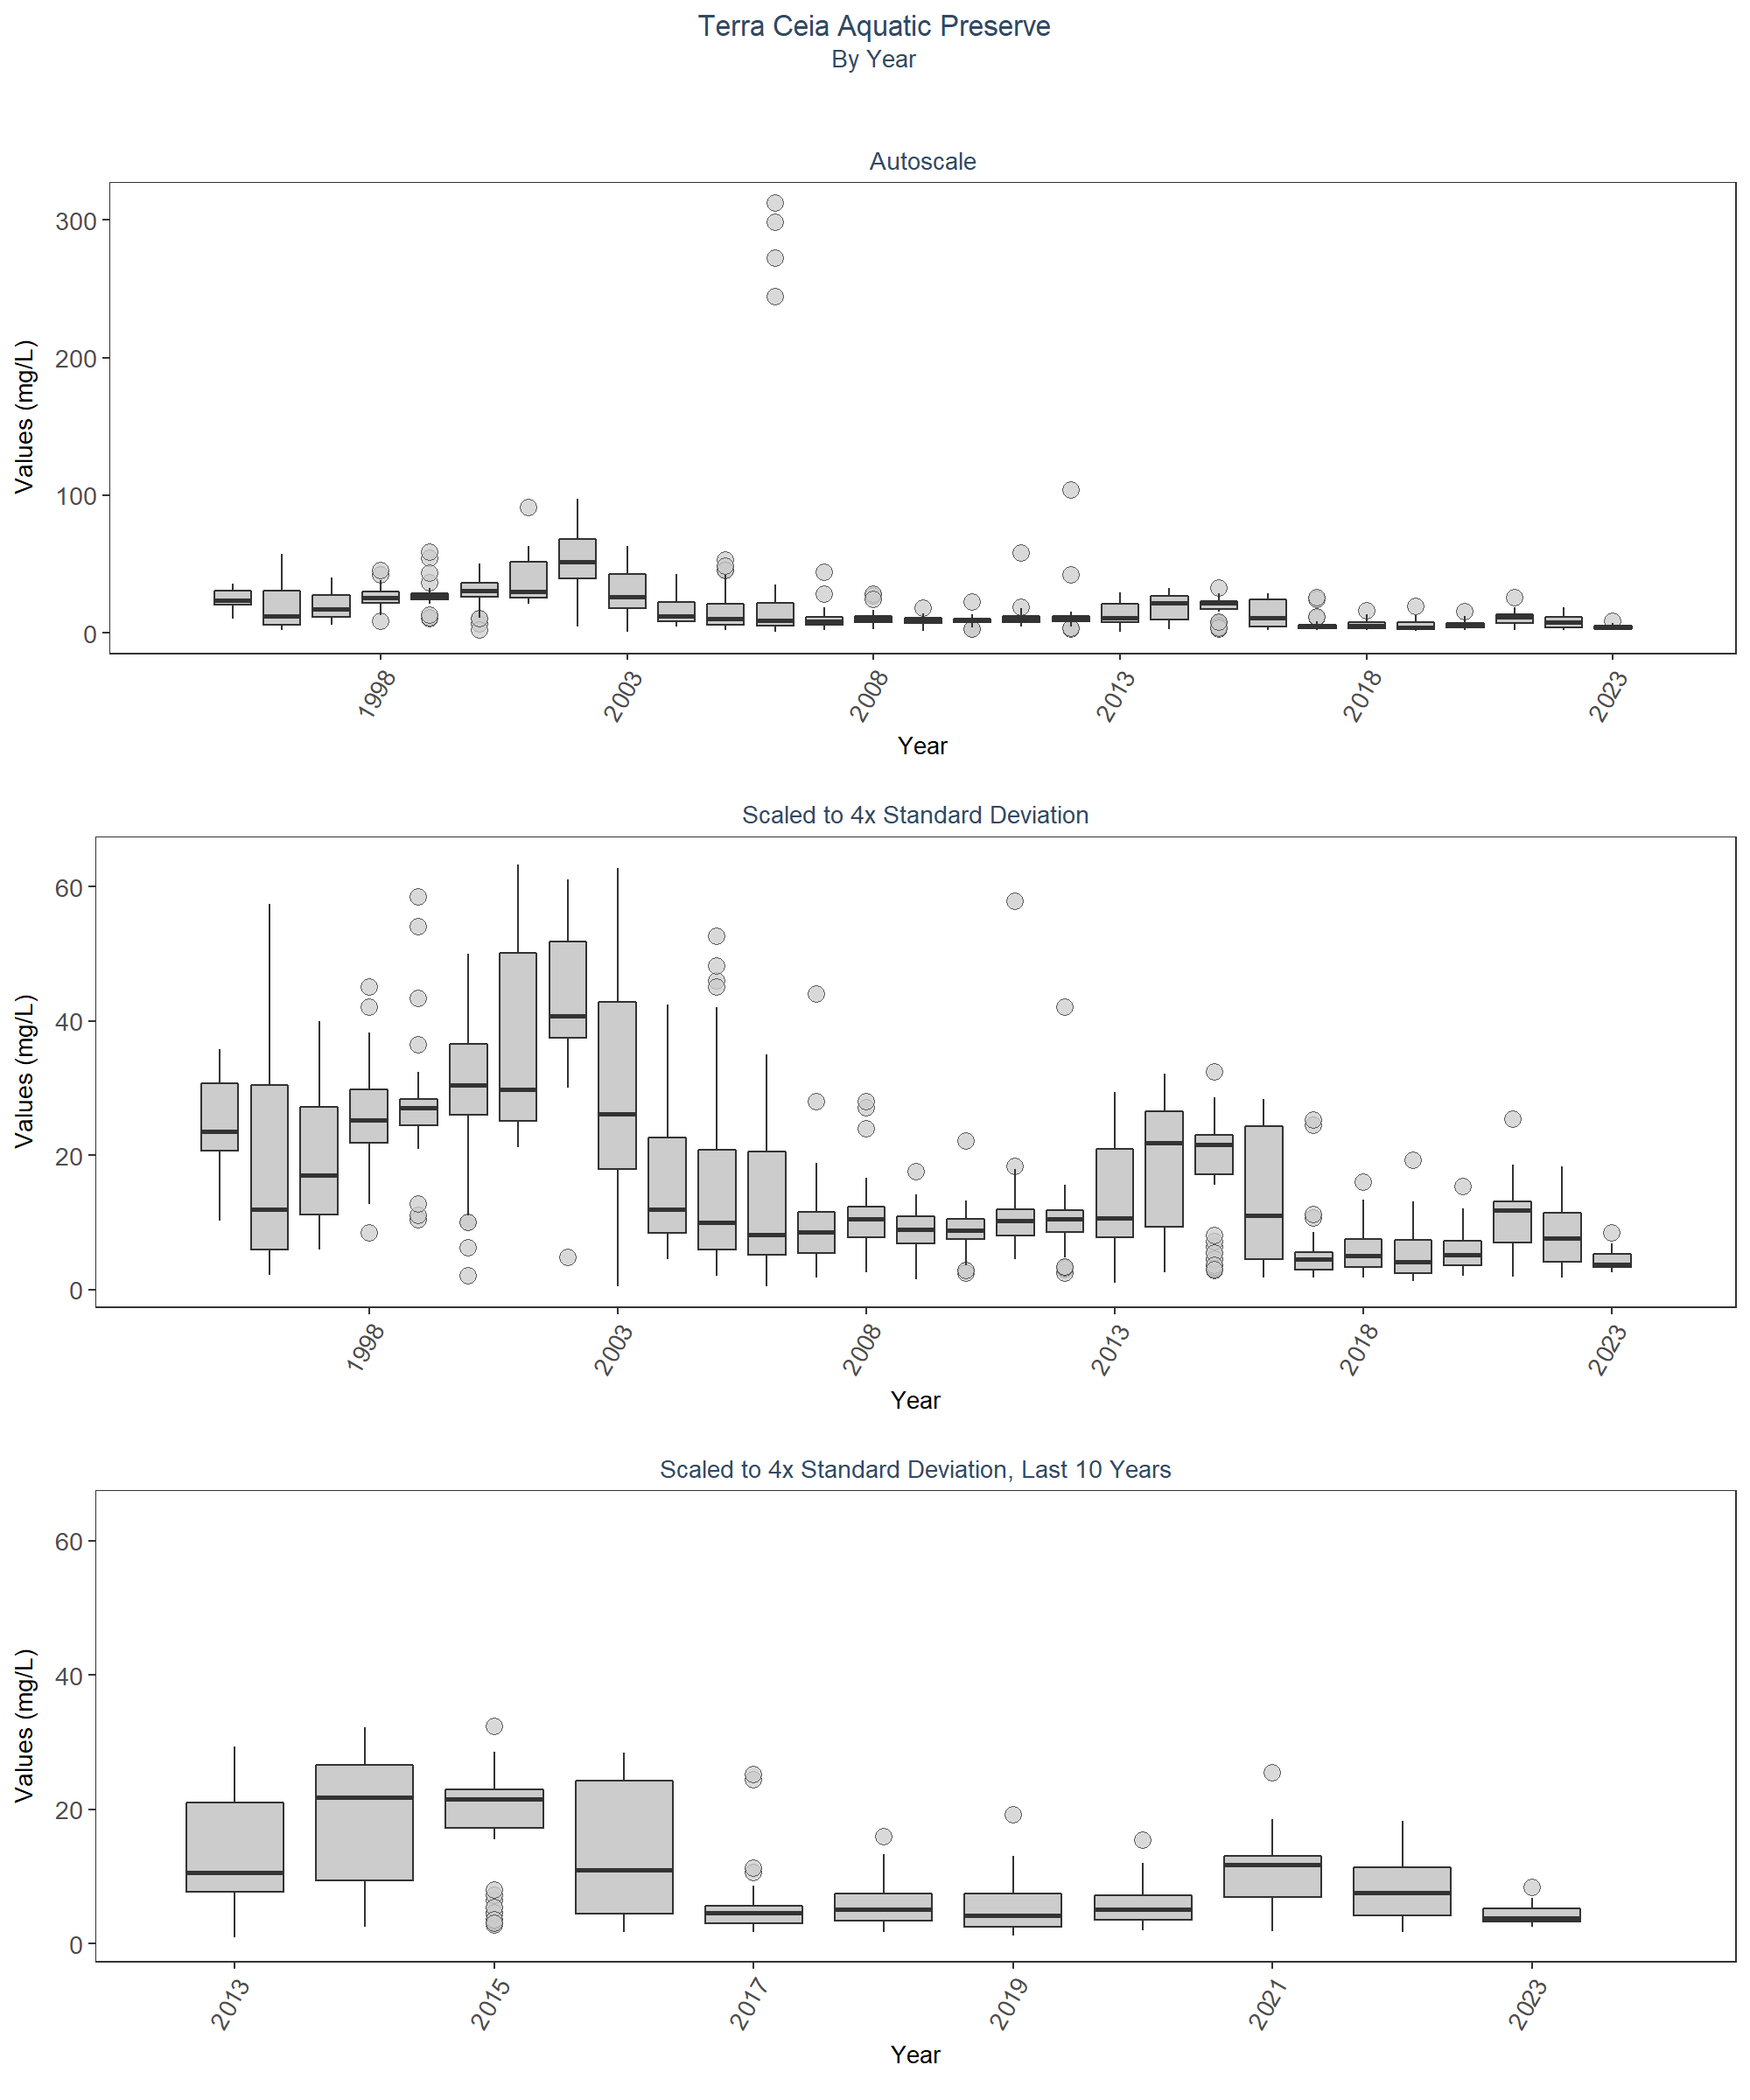 Terra Ceia Aquatic Preserve
By Year
Autoscale
Values (mg/L)
300
200
100
0
1998 2003 2008 2013 2018 2023
Year
Scaled to 4x Standard Deviation
Values (mg/L)
60
40
20
0
1998 2003 2008 2013 2018 2023
Year
Scaled to 4x Standard Deviation, Last 10 Years
Values (mg/L)
60
40
20
0
2013 2015 2017 2019 2021 2023
Year